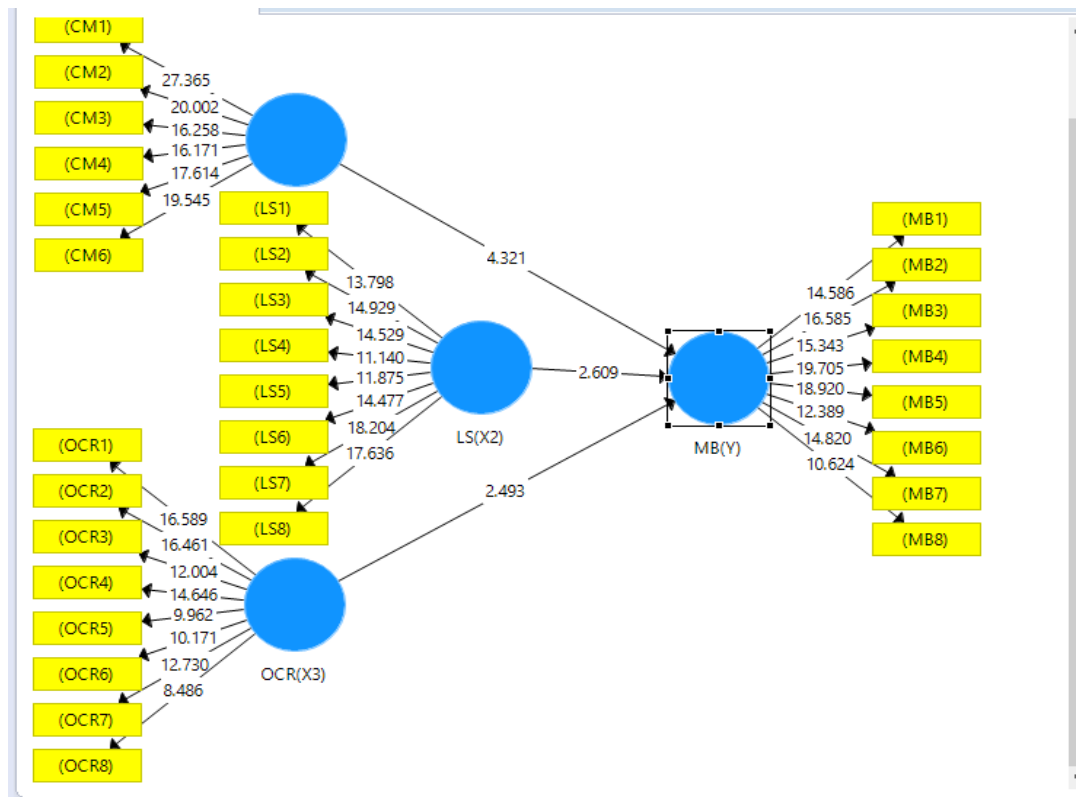 (CM1)
(CM2)
(CM3)
(CM4)
(CM5)
(CM6)
27.365
20.002
16.258
16.171
17.614
19.545
(LS1)
(LS2)
(LS3)
(LS4)
(LS5)
(LS6)
(LS7)
(LS8)
13.798
14.929
14.529
11.140
11.875
14.477
18.204
17.636
LS(X2)
4.321
2.609
2.493
MB(Y)
14.586
16.585
15.343
19.705
18.920
12.389
14.820
10.624
(MB1)
(MB2)
(MB3)
(MB4)
(MB5)
(MB6)
(MB7)
(MB8)
(OCR1)
(OCR2)
(OCR3)
(OCR4)
(OCR5)
(OCR6)
(OCR7)
(OCR8)
16.589
16.461
12.004
14.646
9.962
10.171
12.730
8.486
OCR(X3)